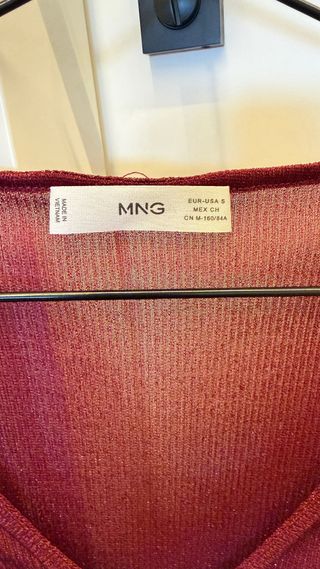 MADE IN
VIETNAM
MNG
EUR-USA S
MEX CH
CN M-160/84A